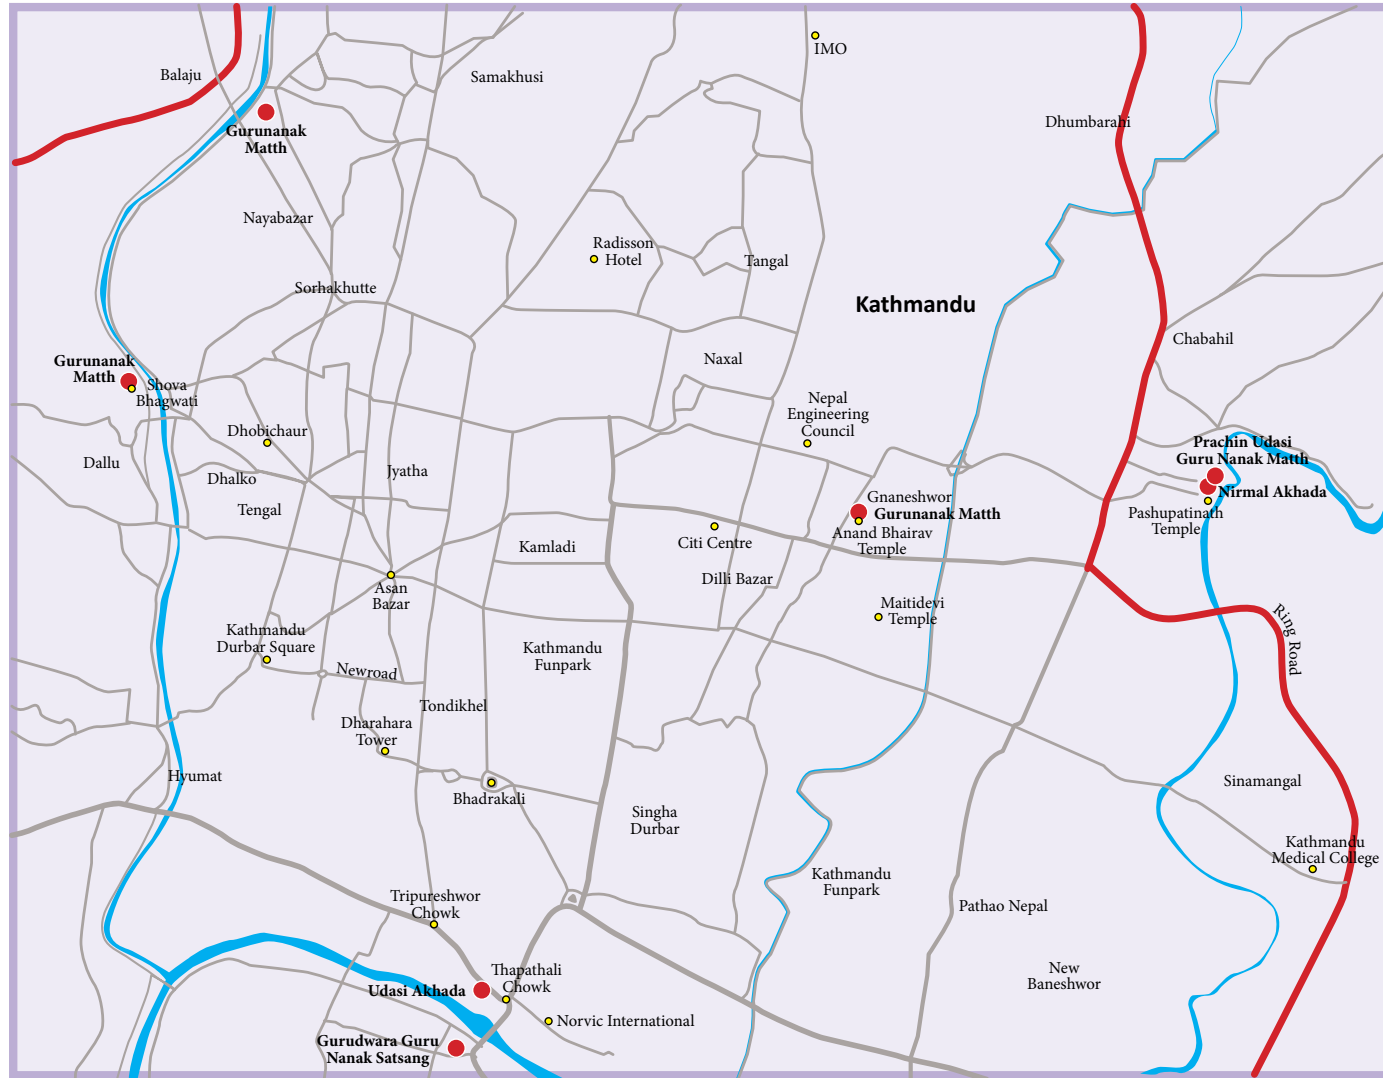 IMO
Balaju
Samakhusi
Gurunanak
Matth
Dhumbarahi
Nayabazar
Radisson
Hotel
Tangal
Sorhakhutte
Kathmandu
Chabahil
Gurunanak
Matth
Shova
Bhagwati
Naxal
Nepal
Engineering
Council
Dhobichaur
Dallu
Dhalko
Jyatha
Prachin Udasi
Guru Nanak Matth
Nirmal Akhada
Pashupatinath
Temple
Tengal
Gnaneshwor
Gurunanak Matth
Anand Bhairav
Temple
Kamladi
Citi Centre
Dilli Bazar
Asan
Bazar
Maitidevi
Temple
Ring Road
Kathmandu
Durbar Square
Kathmandu
Funpark
Newroad
Tondikhel
Dharahara
Tower
Hyumat
Bhadrakali
Sinamangal
Singha
Durbar
Kathmandu
Medical College
Kathmandu
Funpark
Tripureshwor
Chowk
Pathao Nepal
Thapathali
Chowk
Udasi Akhada
New
Baneshwor
Norvic International
Gurudwara Guru
Nanak Satsang